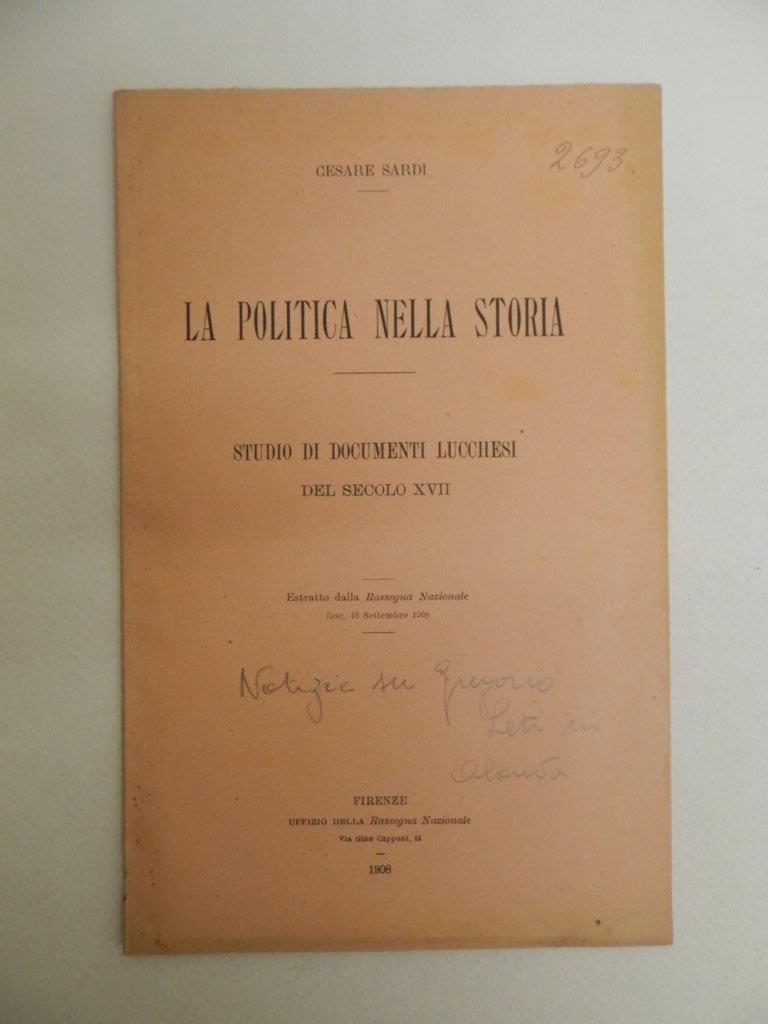 2693
CESARE SARDI
LA POLITICA NELLA STORIA
STUDIO DI DOCUMENTI LUCCHESI
DEL SECOLO XVII
Estratto dalla Rassegna Nazionale
fasc. 16 Settembre 1908
Notizie su Gregorio
Leti in
Olanda
FIRENZE
UFFIZIO DELLA Rassegna Nazionale
Via Gino Capponi, 46
1908